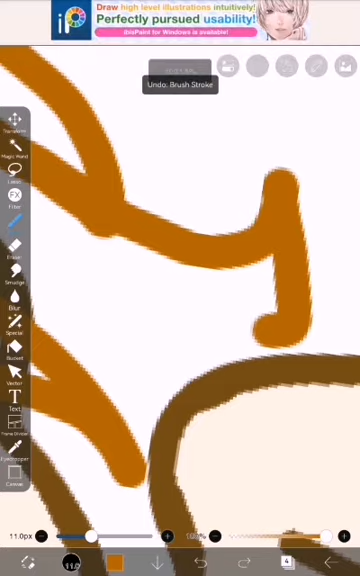 Draw high level illustrations intuitively!
Perfectly pursued usability!
ibisPaint for Windows is available!
Undo: Brush Stroke
Transform
Magic Wand
Lasso
FX
Filter
Eraser
Smudge
Blur
Special
Bucket
Vector
T
Text
Frame Divider
Eyedropper
Canvas
11.0px
100%
11.0
4